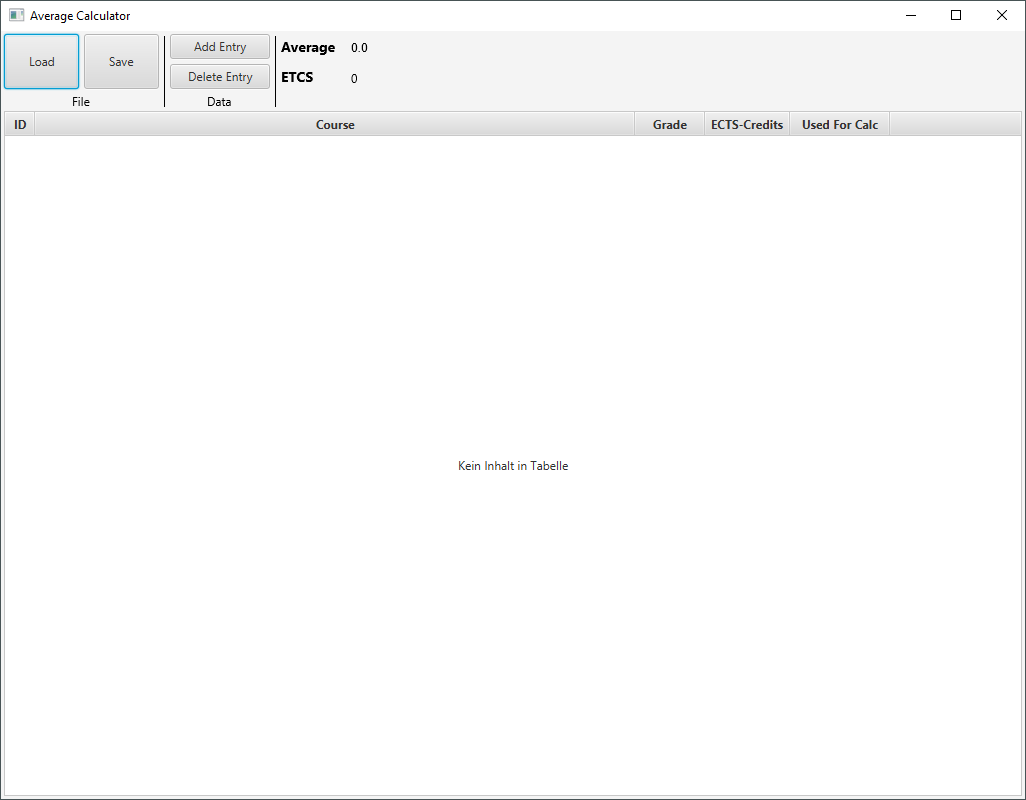 Average Calculator
Load
Save
File
Add Entry
Delete Entry
Data
Average 0.0
ETCS 0
ID Course Grade ECTS-Credits Used For Calc
Kein Inhalt in Tabelle